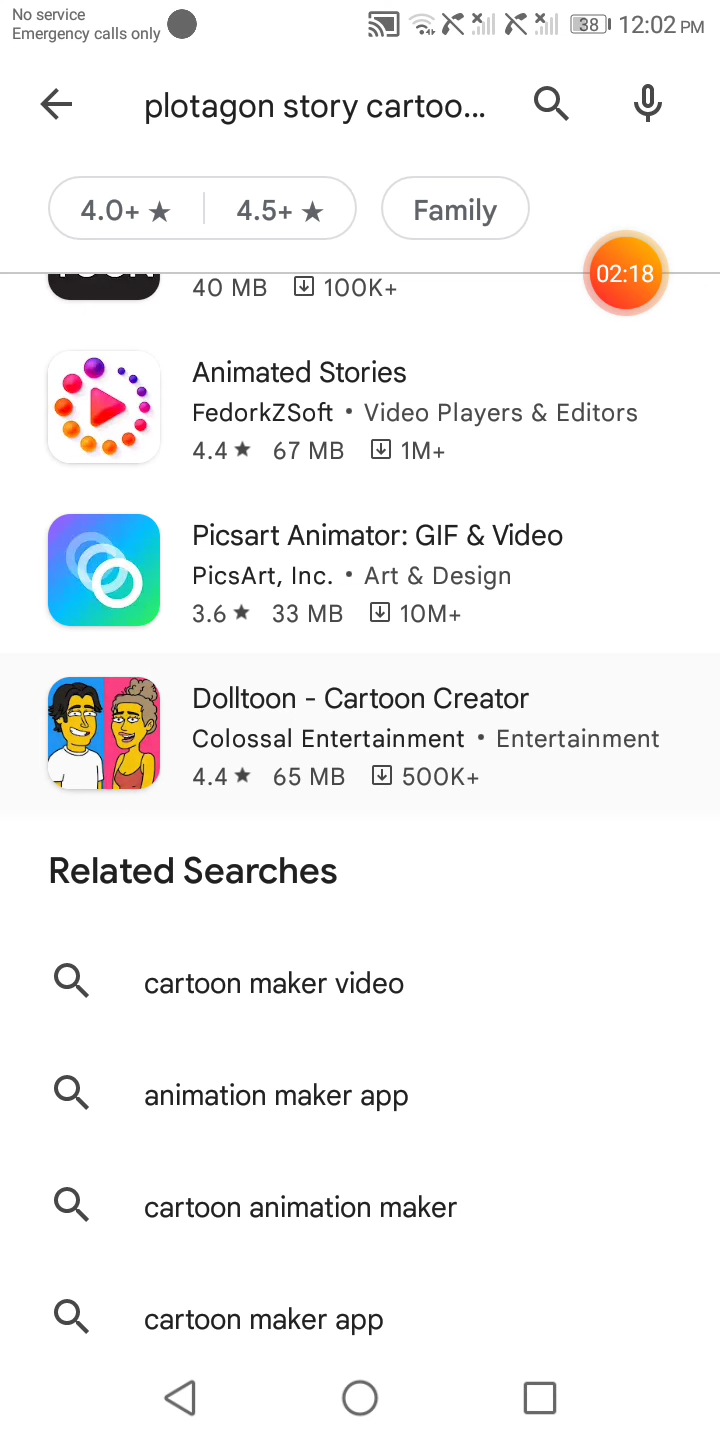 No service
Emergency calls only
38
12:02 PM
plotagon story cartoo...
4.0+ ★
4.5+ ★
Family
02:18
40 MB 100K+
Animated Stories
FedorkZSoft • Video Players & Editors
4.4 ★ 67 MB 1M+
Picsart Animator: GIF & Video
PicsArt, Inc. • Art & Design
3.6 ★ 33 MB 10M+
Dolltoon - Cartoon Creator
Colossal Entertainment • Entertainment
4.4 ★ 65 MB 500K+
Related Searches
cartoon maker video
animation maker app
cartoon animation maker
cartoon maker app